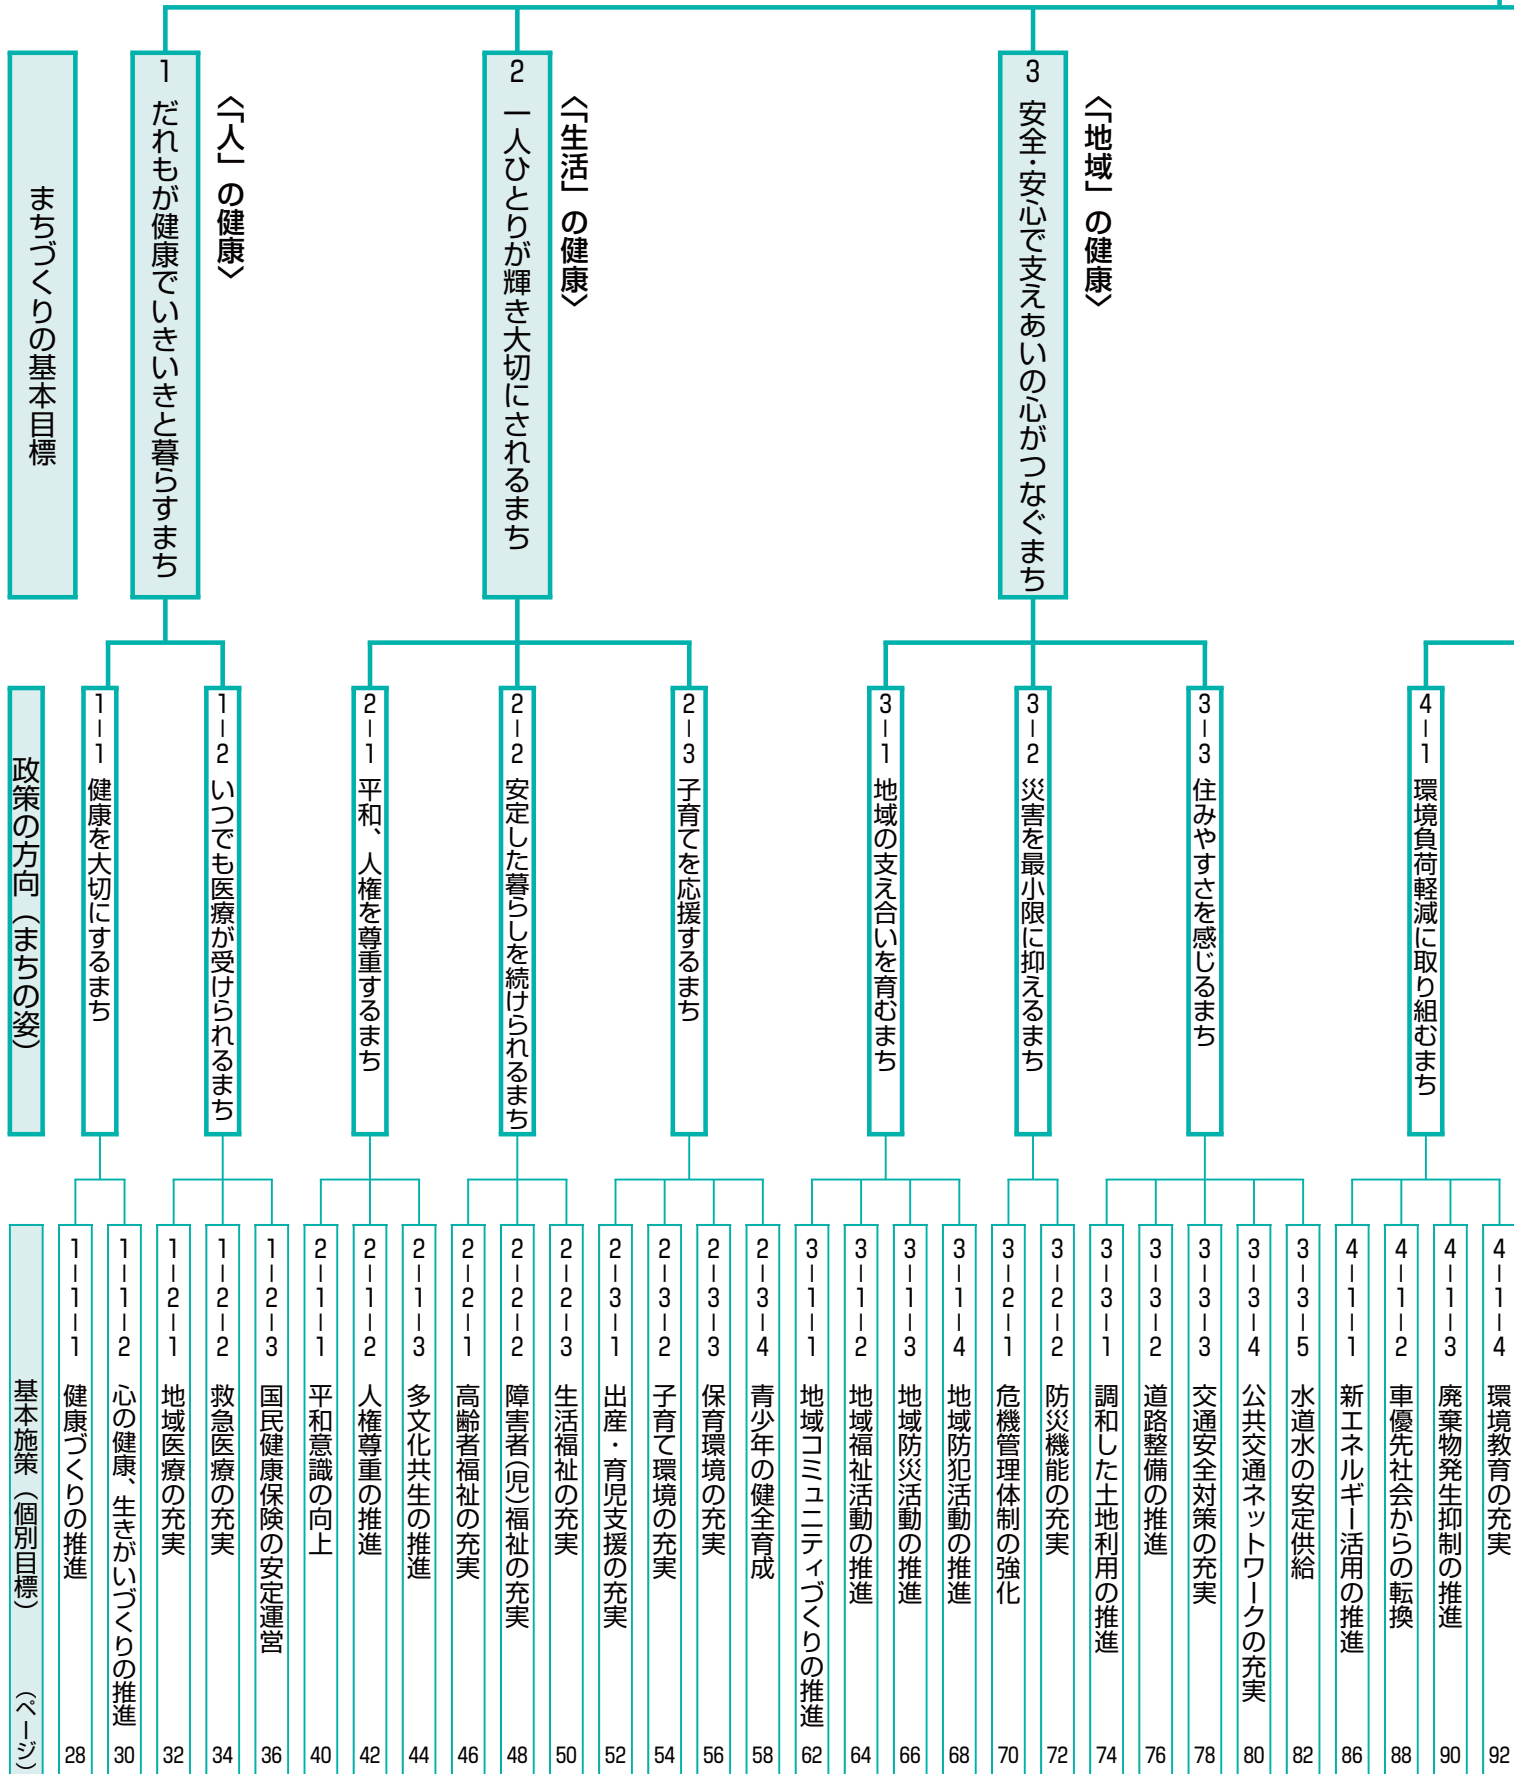 まちづくりの基本目標
1 だれもが健康でいきいきと暮らすまち
〈「人」の健康〉
2 一人ひとりが輝き大切にされるまち
〈「生活」の健康〉
3 安全・安心で支えあいの心がつなぐまち
〈「地域」の健康〉
政策の方向（まちの姿）
1－1 健康を大切にするまち
1－2 いつでも医療が受けられるまち
2－1 平和、人権を尊重するまち
2－2 安定した暮らしを続けられるまち
2－3 子育てを応援するまち
3－1 地域の支え合いを育むまち
3－2 災害を最小限に抑えるまち
3－3 住みやすさを感じるまち
4－1 環境負荷軽減に取り組むまち
基本施策（個別目標）（ページ）
1－1－1 健康づくりの推進 28
1－1－2 心の健康、生きがいづくりの推進 30
1－2－1 地域医療の充実 32
1－2－2 救急医療の充実 34
1－2－3 国民健康保険の安定運営 36
2－1－1 平和意識の向上 40
2－1－2 人権尊重の推進 42
2－1－3 多文化共生の推進 44
2－2－1 高齢者福祉の充実 46
2－2－2 障害者（児）福祉の充実 48
2－2－3 生活福祉の充実 50
2－3－1 出産・育児支援の充実 52
2－3－2 子育て環境の充実 54
2－3－3 保育環境の充実 56
2－3－4 青少年の健全育成 58
3－1－1 地域コミュニティづくりの推進 62
3－1－2 地域福祉活動の推進 64
3－1－3 地域防災活動の推進 66
3－1－4 地域防犯活動の推進 68
3－2－1 危機管理体制の強化 70
3－2－2 防災機能の充実 72
3－3－1 調和した土地利用の推進 74
3－3－2 道路整備の推進 76
3－3－3 交通安全対策の充実 78
3－3－4 公共交通ネットワークの充実 80
3－3－5 水道水の安定供給 82
4－1－1 新エネルギー活用の推進 86
4－1－2 車優先社会からの転換 88
4－1－3 廃棄物発生抑制の推進 90
4－1－4 環境教育の充実 92